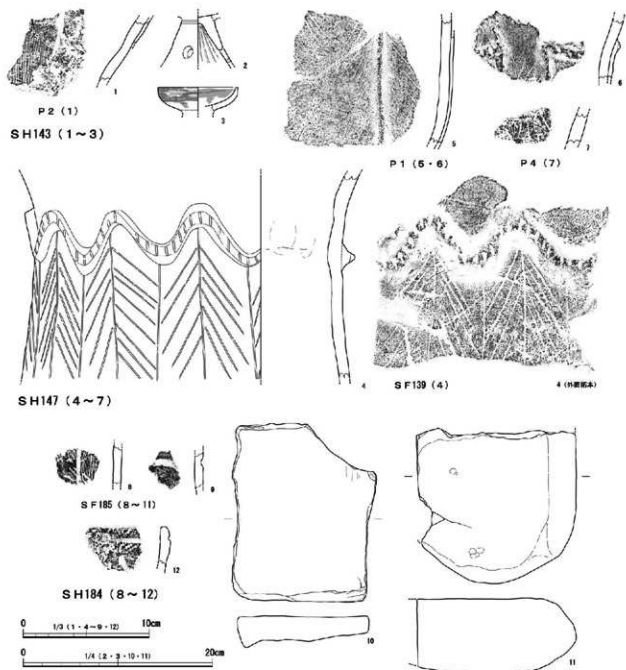 1
2
3
P2 (1)
SH143 (1~3)
5
6
7
P1 (5・6)
P4 (7)
4
SH147 (4~7)
SF139 (4)
4 (外面拓本)
8
9
SF185 (8~11)
12
SH184 (8~12)
10
11
0 10cm
1/3 (1・4~9・12)
0 20cm
1/4 (2・3・10・11)